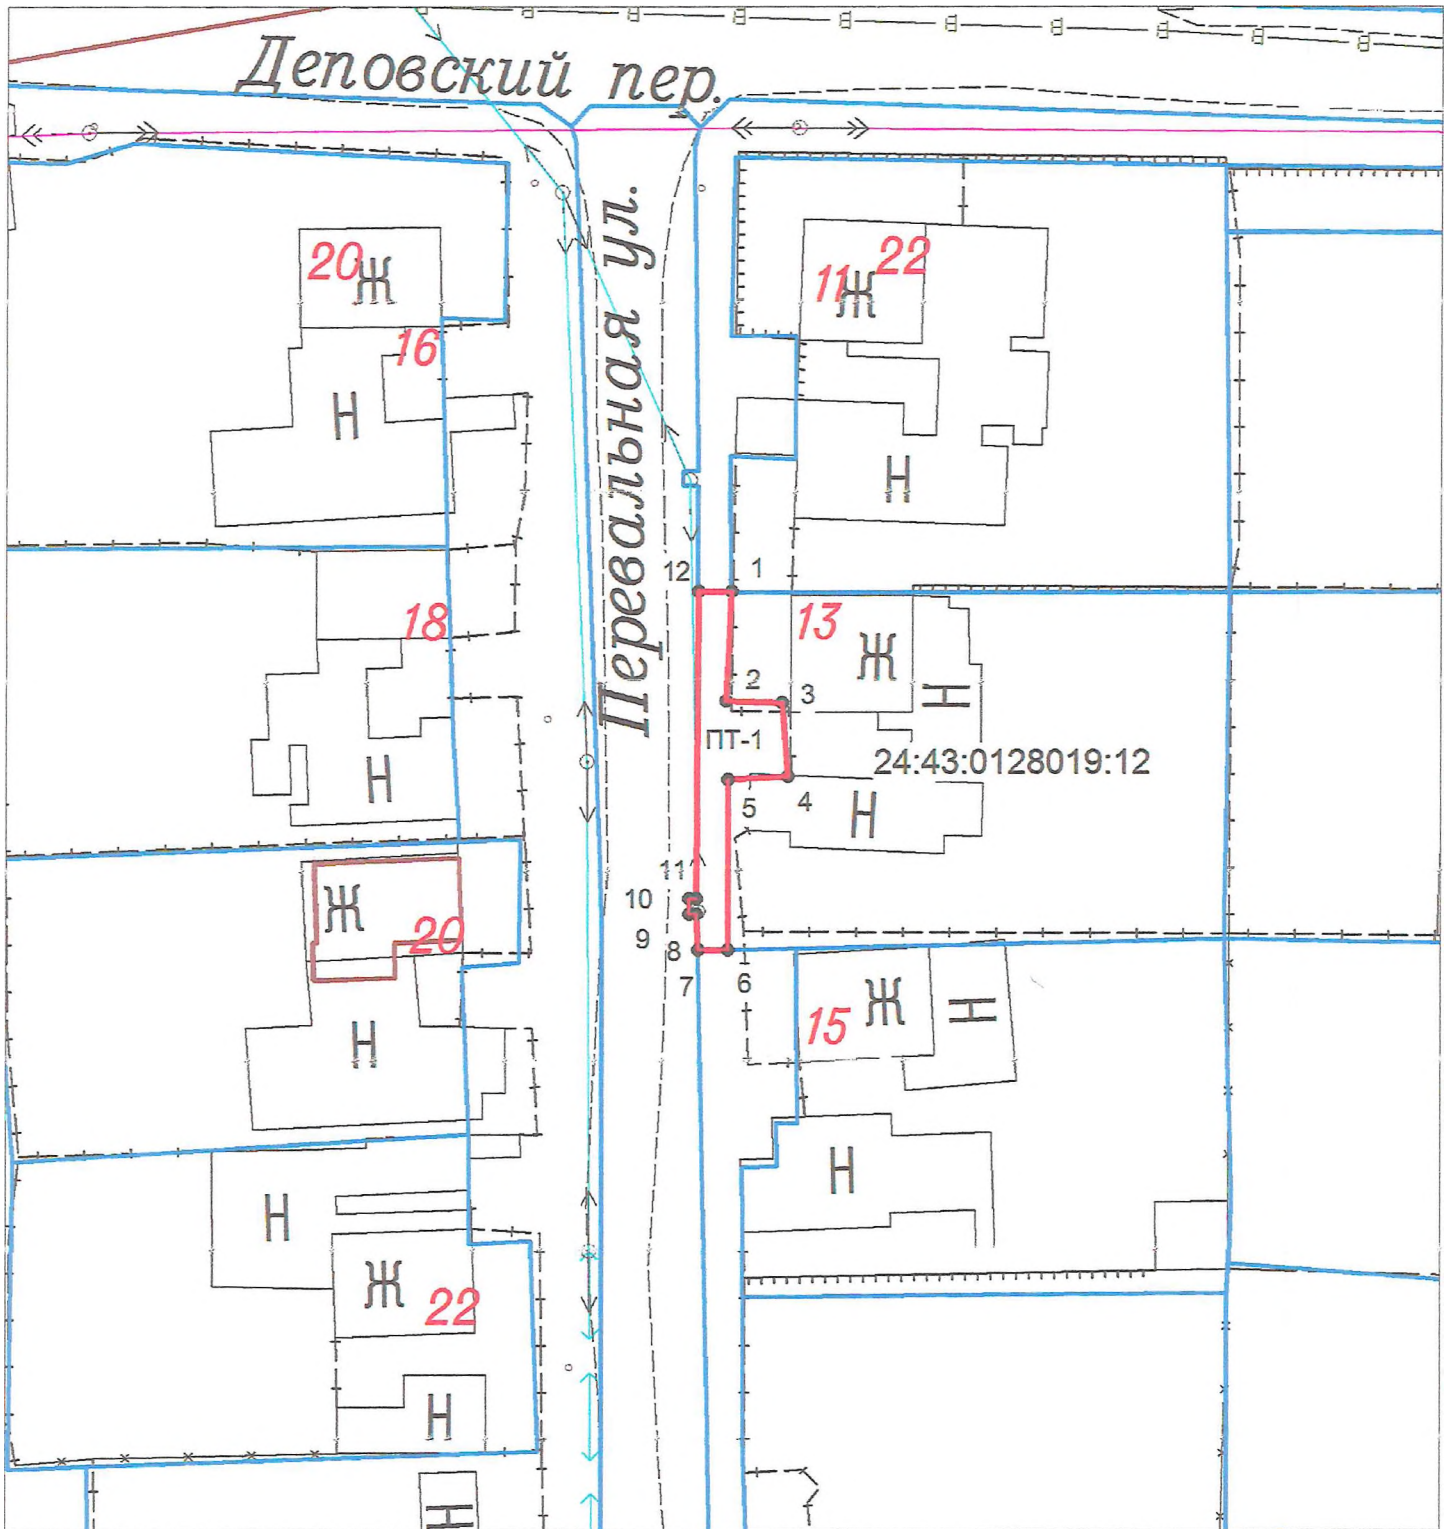 Деповский пер.
Перевальная ул.
20
Ж
16
Н
11
Ж
22
Н
12
1
18
Н
13
Ж
Н
2
3
ПТ-1
24:43:0128019:12
5
4
Н
Ж
20
11
10
9
8
7
6
Н
15
Ж
Н
Н
Н
Ж
22
Н
Н
В В В В В В В В В